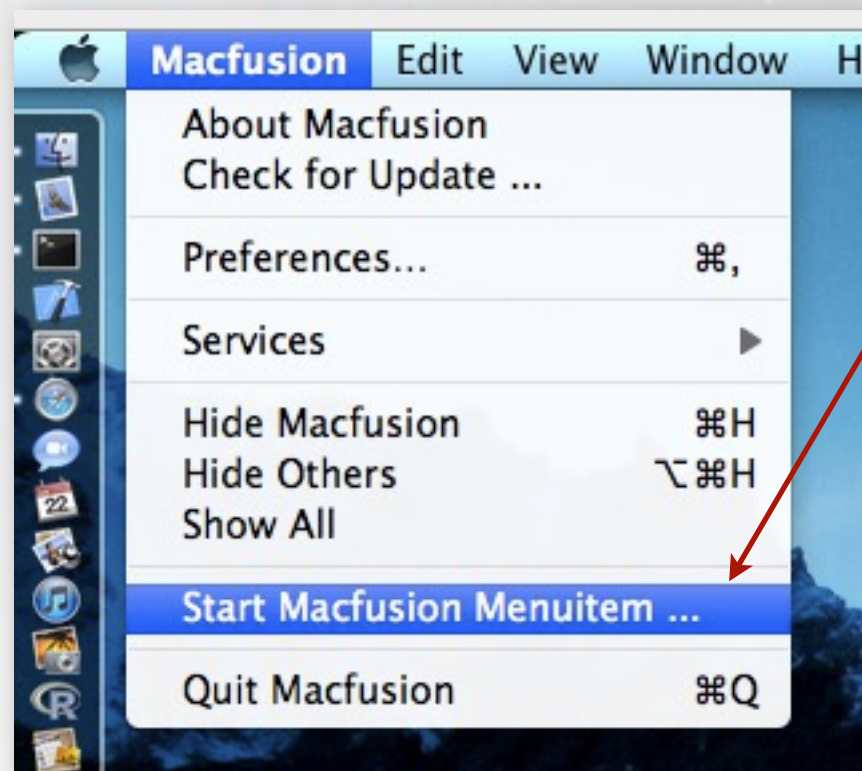 Macfusion Edit View Window H
About Macfusion
Check for Update ...
Preferences... ⌘,
Services
Hide Macfusion ⌘H
Hide Others ⌥⌘H
Show All
Start Macfusion Menuitem ...
Quit Macfusion ⌘Q
22
R